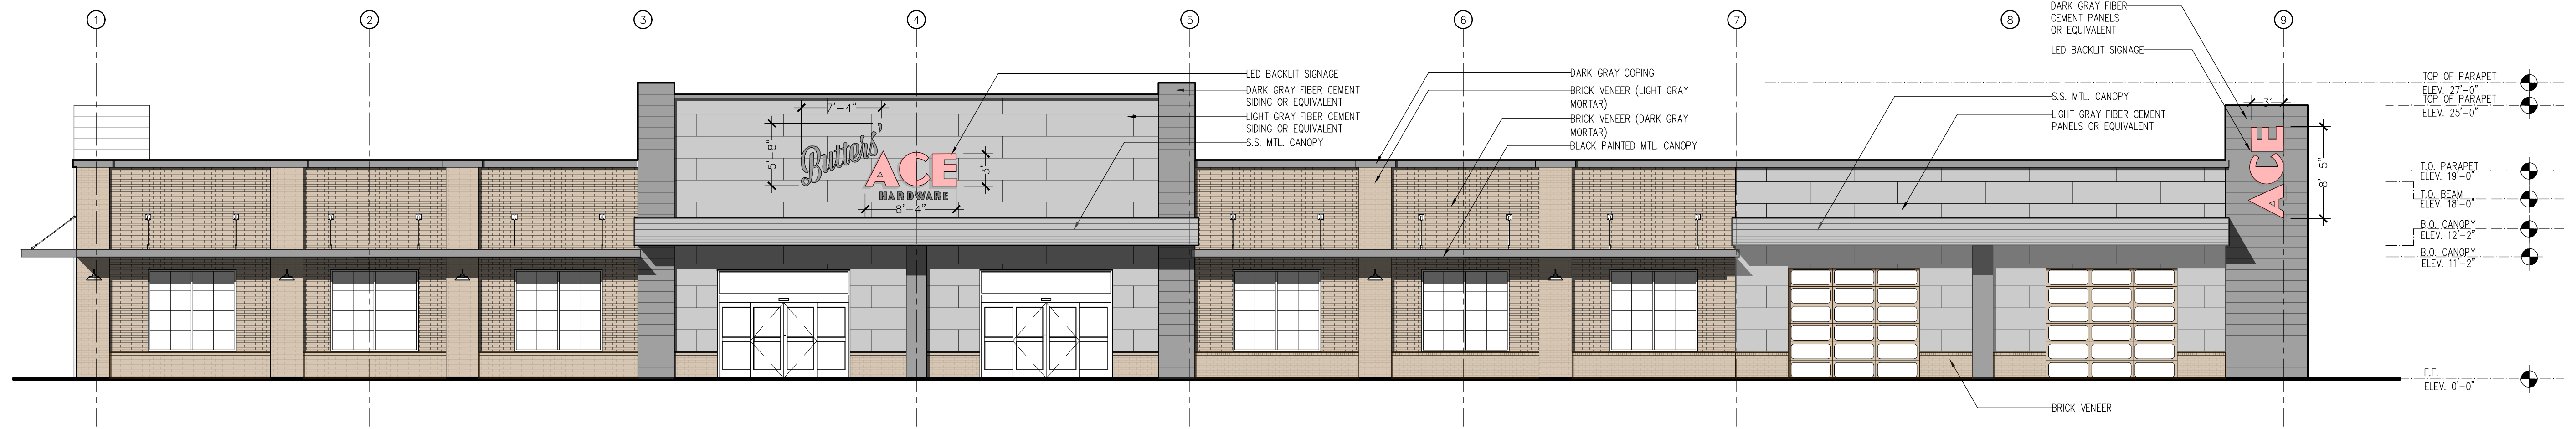 1 2 3 4 5 6 7 8 9
DARK GRAY FIBER
CEMENT PANELS
OR EQUIVALENT
LED BACKLIT SIGNAGE
LED BACKLIT SIGNAGE
DARK GRAY FIBER CEMENT
SIDING OR EQUIVALENT
LIGHT GRAY FIBER CEMENT
SIDING OR EQUIVALENT
S.S. MTL. CANOPY
DARK GRAY COPING
BRICK VENEER (LIGHT GRAY
MORTAR)
BRICK VENEER (DARK GRAY
MORTAR)
BLACK PAINTED MTL. CANOPY
S.S. MTL. CANOPY
LIGHT GRAY FIBER CEMENT
PANELS OR EQUIVALENT
7'-4"
5'-8"
Butters'
ACE
HARDWARE
3'
8'-4"
3'
ACE
8'-5"
TOP OF PARAPET
ELEV. 27'-0"
TOP OF PARAPET
ELEV. 25'-0"
T.O. PARAPET
ELEV. 19'-0"
T.O. BEAM
ELEV. 18'-0"
B.O. CANOPY
ELEV. 12'-2"
B.O. CANOPY
ELEV. 11'-2"
F.F.
ELEV. 0'-0"
BRICK VENEER